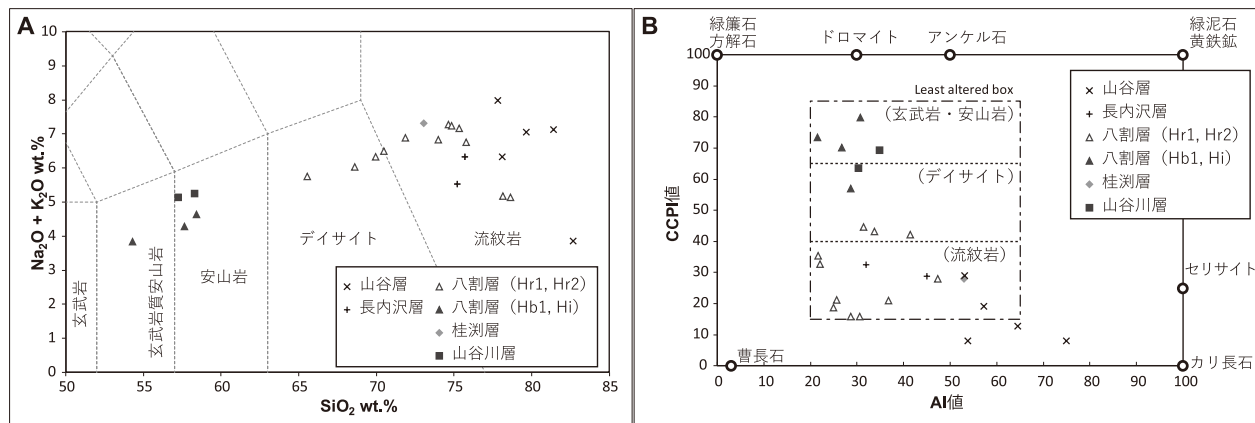 A
10
9
8
7
6
5
4
3
2
1
0
Na₂O + K₂O wt.%
玄武岩
玄武岩質安山岩
安山岩
デイサイト
流紋岩
山谷層
長内沢層
八割層（Hr1, Hr2）
八割層（Hb1, Hi）
桂渕層
山谷川層
50 55 60 65 70 75 80 85
SiO₂ wt.%
B
緑簾石
方解石
ドロマイト
アンケル石
緑泥石
黄鉄鉱
100
90
80
70
60
50
40
30
20
10
0
CCPI値
Least altered box
（玄武岩・安山岩）
（デイサイト）
（流紋岩）
山谷層
長内沢層
八割層（Hr1, Hr2）
八割層（Hb1, Hi）
桂渕層
山谷川層
セリサイト
曹長石
カリ長石
0 10 20 30 40 50 60 70 80 90 100
AI値